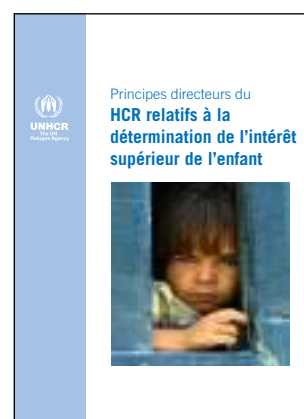 UNHCR
The UN
Refugee Agency
Principes directeurs du
HCR relatifs à la
détermination de l'intérêt
supérieur de l'enfant